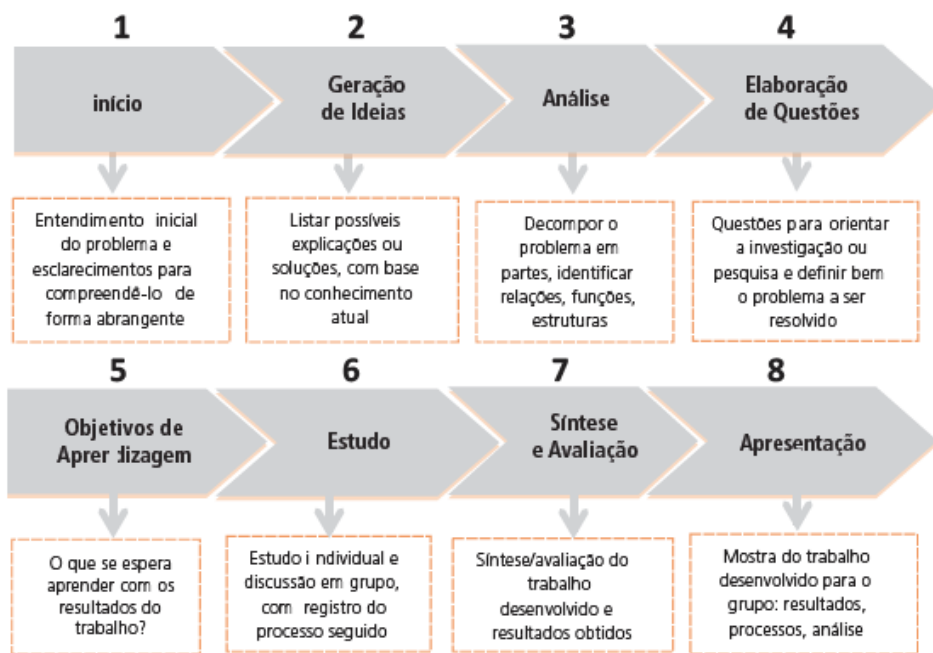 1
2
3
4
início
Geração
de Ideias
Análise
Elaboração
de Questões
Entendimento inicial
do problema e
esclarecimentos para
compreendê-lo de
forma abrangente
Listar possíveis
explicações ou
soluções, com base
no conhecimento
atual
Decompor o
problema em
partes, identificar
relações, funções,
estruturas
Questões para orientar
a investigação ou
pesquisa e definir bem
o problema a ser
resolvido
5
6
7
8
Objetivos de
Aprendizagem
Estudo
Síntese
e Avaliação
Apresentação
O que se espera
aprender com os
resultados do
trabalho?
Estudo individual e
discussão em grupo,
com registro do
processo seguido
Síntese/avaliação do
trabalho
desenvolvido e
resultados obtidos
Mostra do trabalho
desenvolvido para o
grupo: resultados,
processos, análise